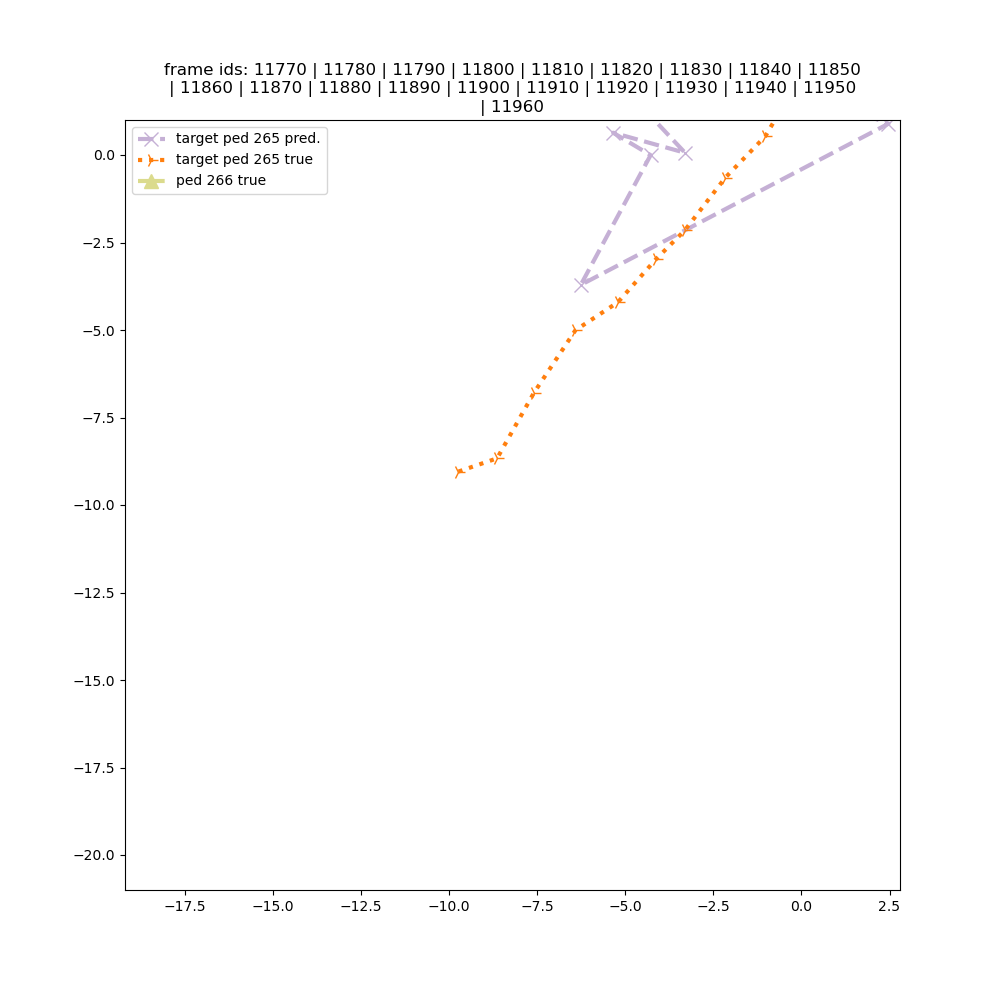 frame ids: 11770 | 11780 | 11790 | 11800 | 11810 | 11820 | 11830 | 11840 | 11850
| 11860 | 11870 | 11880 | 11890 | 11900 | 11910 | 11920 | 11930 | 11940 | 11950
| 11960
target ped 265 pred.
target ped 265 true
ped 266 true
0.0
−2.5
−5.0
−7.5
−10.0
−12.5
−15.0
−17.5
−20.0
−17.5 −15.0 −12.5 −10.0 −7.5 −5.0 −2.5 0.0 2.5